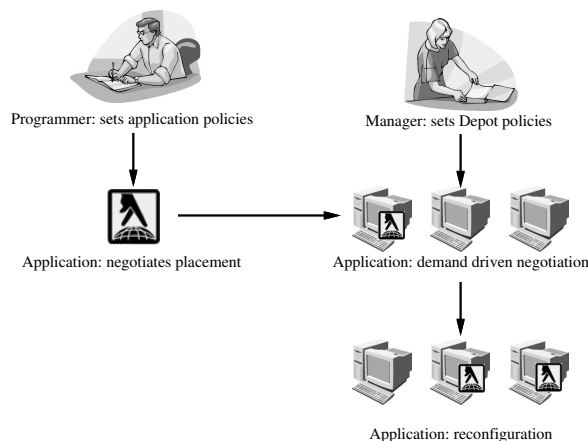 Programmer: sets application policies
Manager: sets Depot policies
Application: negotiates placement
Application: demand driven negotiation
Application: reconfiguration